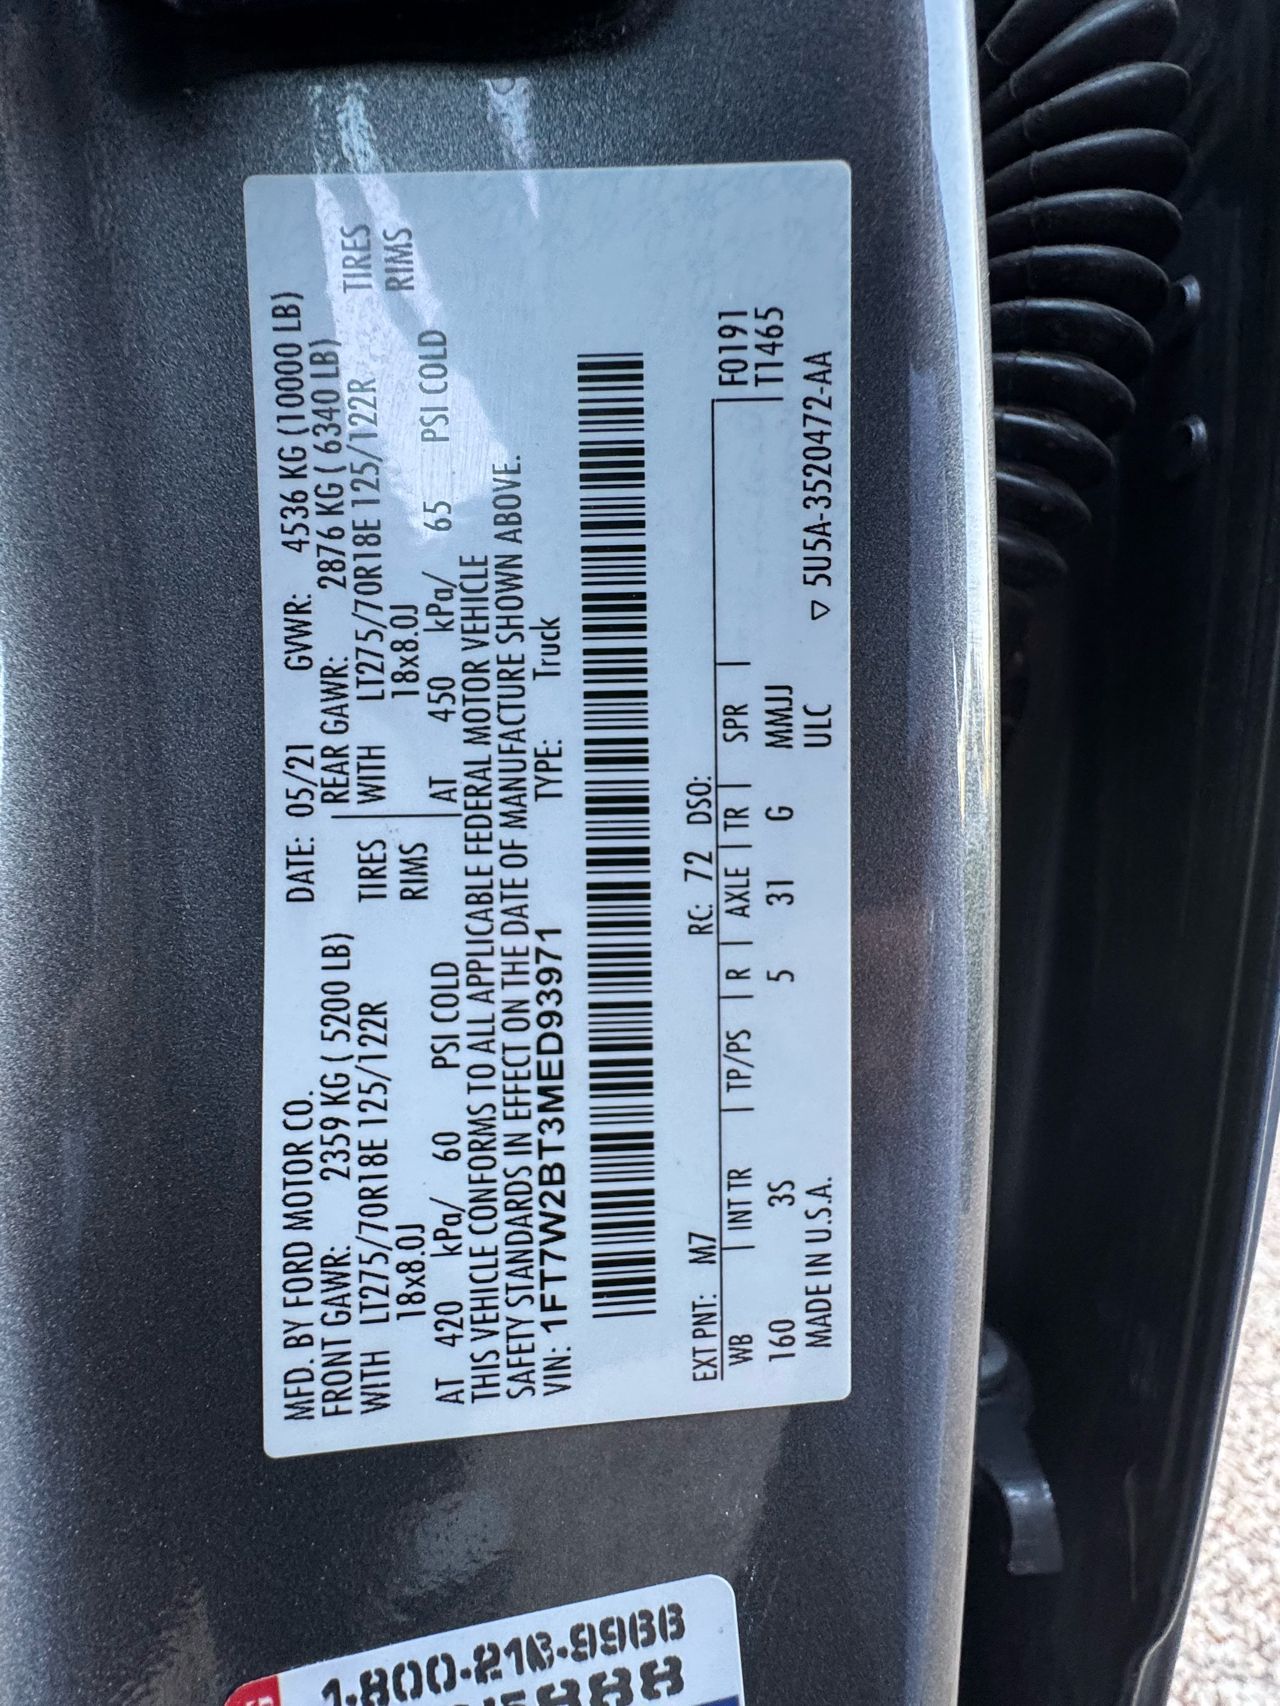 MFD. BY FORD MOTOR CO. DATE: 05/21 GVWR: 4536 KG (10000 LB)
FRONT GAWR: 2359 KG ( 5200 LB) REAR GAWR: 2876 KG ( 6340 LB)
WITH LT275/70R18E 125/122R TIRES WITH LT275/70R18E 125/122R TIRES
18x8.0J RIMS 18x8.0J RIMS
AT 420 kPa/ 60 PSI COLD AT 450 kPa/ 65 PSI COLD
THIS VEHICLE CONFORMS TO ALL APPLICABLE FEDERAL MOTOR VEHICLE
SAFETY STANDARDS IN EFFECT ON THE DATE OF MANUFACTURE SHOWN ABOVE.
VIN: 1FT7W2BT3MED93971 TYPE: Truck
EXT PNT: M7 RC: 72 DSO: F0191
WB INT TR TP/PS R AXLE TR SPR T1465
160 3S 5 31 G MMJJ
MADE IN U.S.A. ULC ▽ 5U5A-3520472-AA
1-800-216-9966